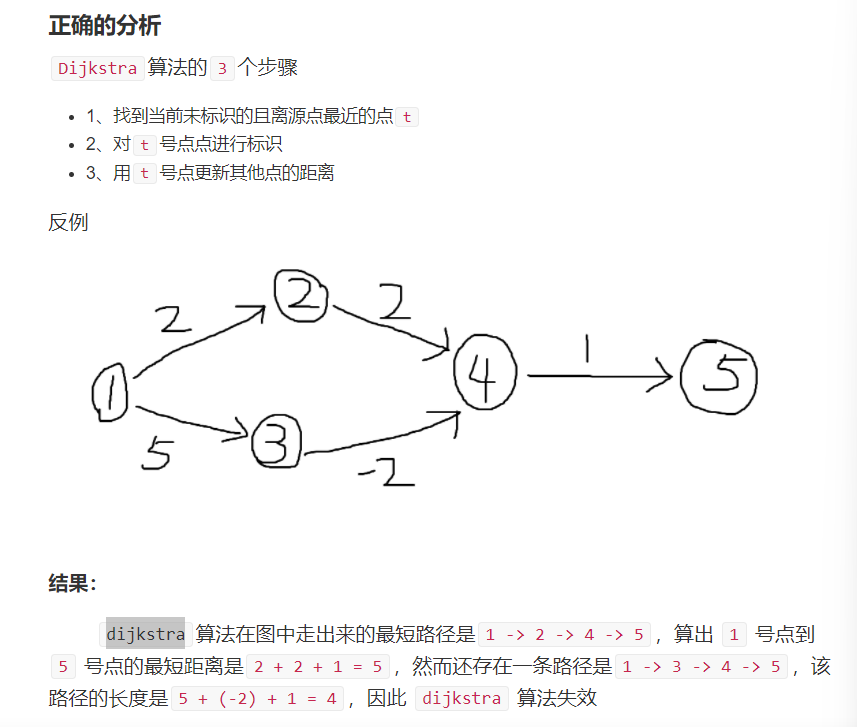 正确的分析
Dijkstra 算法的 3 个步骤
1、找到当前未标识的且离源点最近的点 t
2、对 t 号点点进行标识
3、用 t 号点更新其他点的距离
反例
2
2
2
1
4
5
1
3
5
-2
结果：
dijkstra 算法在图中走出来的最短路径是 1 -> 2 -> 4 -> 5 ，算出 1 号点到
5 号点的最短距离是 2 + 2 + 1 = 5 ，然而还存在一条路径是 1 -> 3 -> 4 -> 5 ，该
路径的长度是 5 + (-2) + 1 = 4 ，因此 dijkstra 算法失效